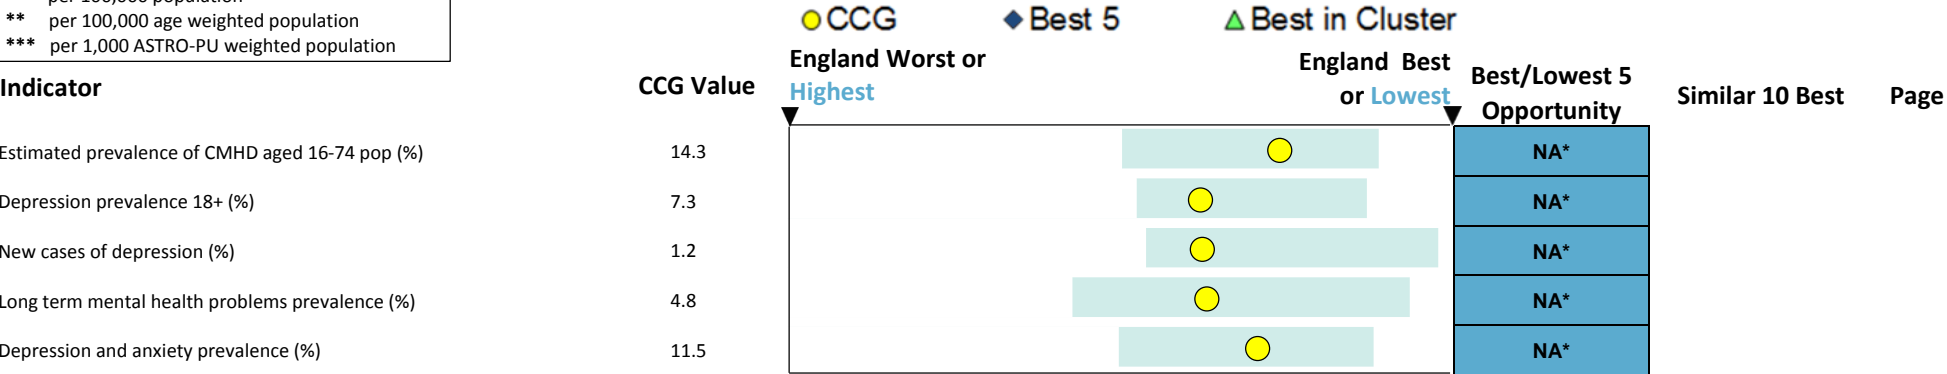 per 100,000 population
** per 100,000 age weighted population
*** per 1,000 ASTRO-PU weighted population
CCG Best 5 Best in Cluster
Indicator CCG Value England Worst or Highest England Best or Lowest Best/Lowest 5 Opportunity Similar 10 Best Page
Estimated prevalence of CMHD aged 16-74 pop (%) 14.3 NA*
Depression prevalence 18+ (%) 7.3 NA*
New cases of depression (%) 1.2 NA*
Long term mental health problems prevalence (%) 4.8 NA*
Depression and anxiety prevalence (%) 11.5 NA*